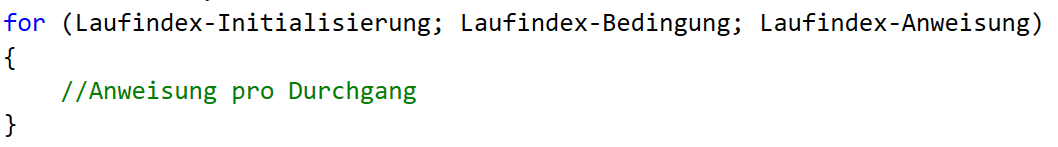 for (Laufindex-Initialisierung; Laufindex-Bedingung; Laufindex-Anweisung)
{
    //Anweisung pro Durchgang
}